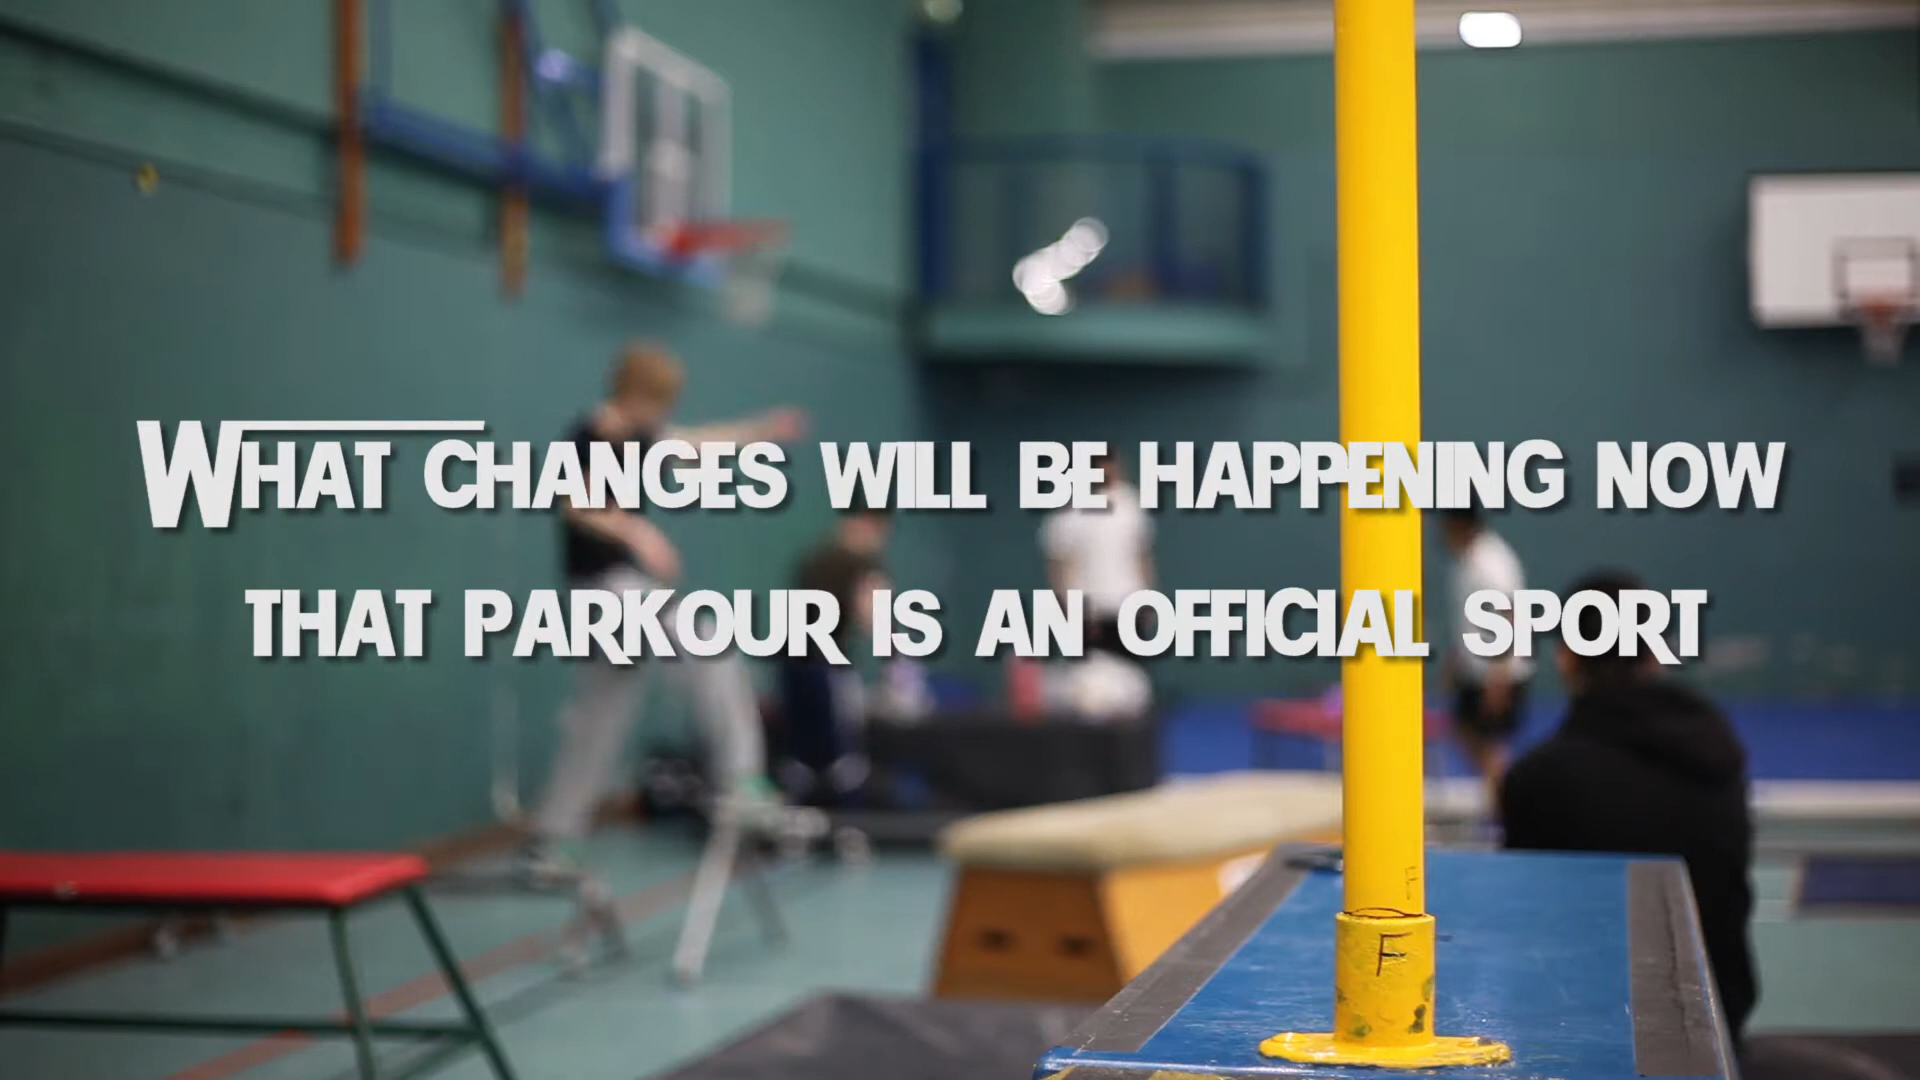 What changes will be happening now
that parkour is an official sport
F